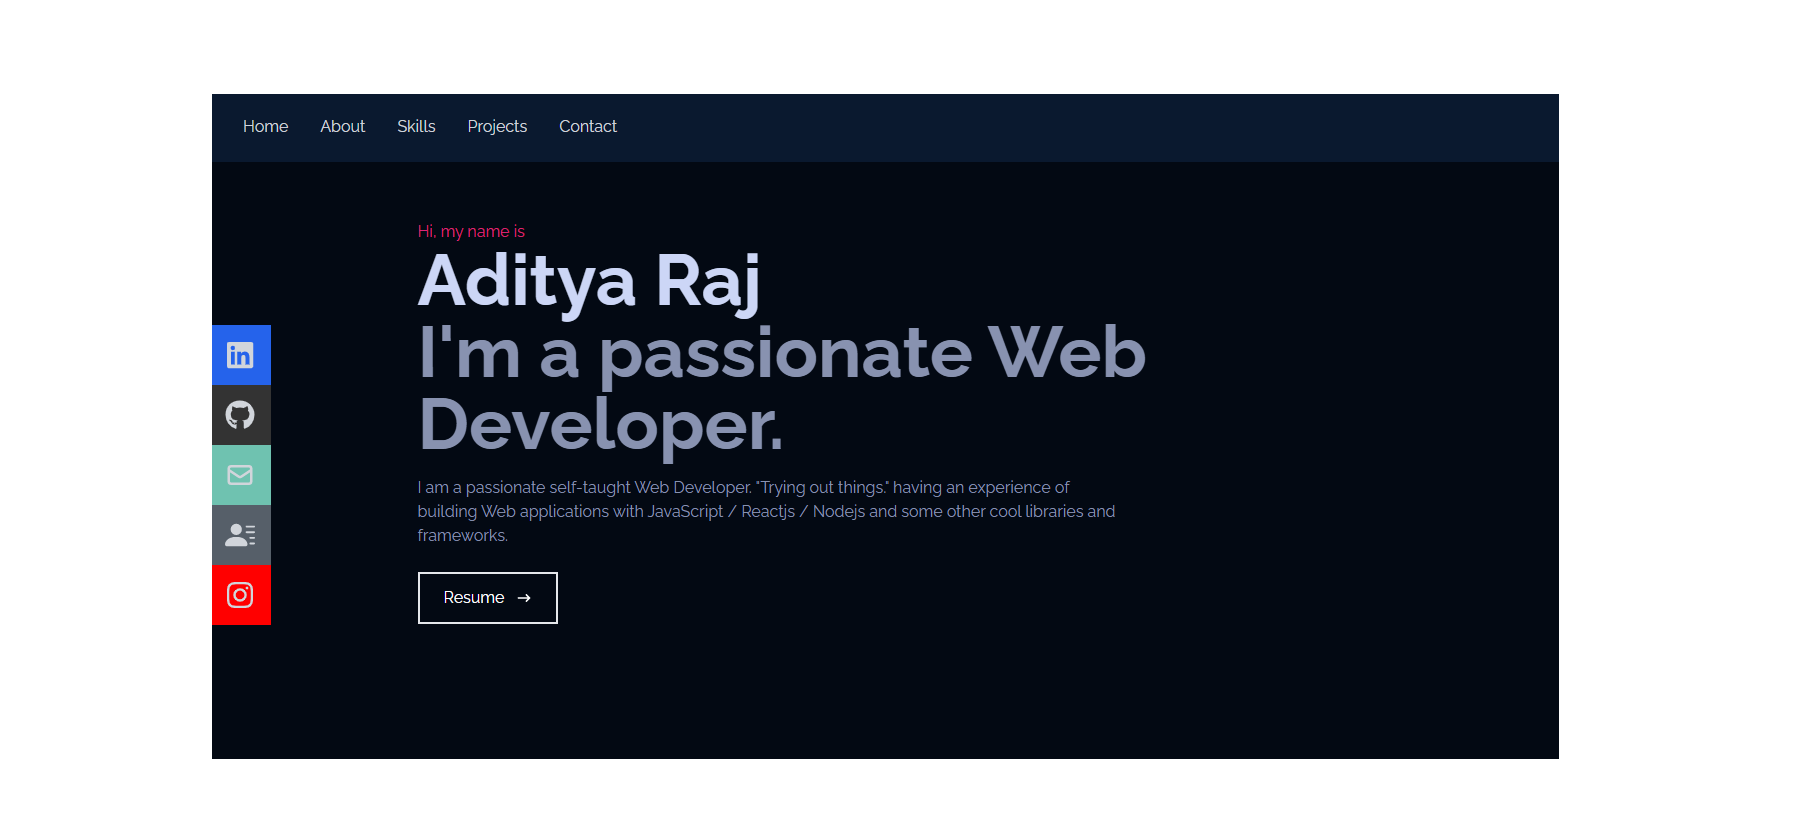 Home About Skills Projects Contact
Hi, my name is
Aditya Raj
I'm a passionate Web
Developer.
I am a passionate self-taught Web Developer. "Trying out things." having an experience of
building Web applications with JavaScript / Reactjs / Nodejs and some other cool libraries and
frameworks.
in
Resume →